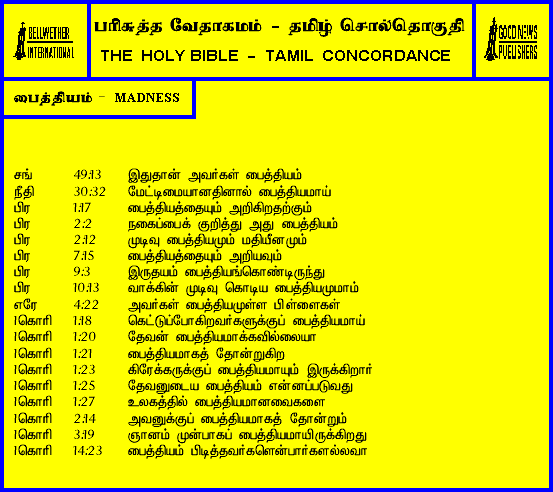 BELLWETHER
INTERNATIONAL
பரிசுத்த வேதாகமம் - தமிழ் சொல்தொகுதி
THE HOLY BIBLE - TAMIL CONCORDANCE
GOOD NEWS
PUBLISHERS
பைத்தியம் - MADNESS
சங் 49:13 இதுதான் அவர்கள் பைத்தியம்
நீதி 30:32 மேட்டிமையானதினால் பைத்தியமாய்
பிர 1:17 பைத்தியத்தையும் அறிகிறதற்கும்
பிர 2:2 நகைப்பைக் குறித்து அது பைத்தியம்
பிர 2:12 முடிவு பைத்தியமும் மதியீனமும்
பிர 7:15 பைத்தியத்தையும் அறியவும்
பிர 9:3 இருதயம் பைத்தியங்கொண்டிருந்து
பிர 10:13 வாக்கின் முடிவு கொடிய பைத்தியமுமாம்
எரே 4:22 அவர்கள் பைத்தியமுள்ள பிள்ளைகள்
1கொரி 1:18 கெட்டுப்போகிறவர்களுக்குப் பைத்தியமாய்
1கொரி 1:20 தேவன் பைத்தியமாக்கவில்லையா
1கொரி 1:21 பைத்தியமாகத் தோன்றுகிற
1கொரி 1:23 கிரேக்கருக்குப் பைத்தியமாயும் இருக்கிறார்
1கொரி 1:25 தேவனுடைய பைத்தியம் என்னப்படுவது
1கொரி 1:27 உலகத்தில் பைத்தியமானவைகளை
1கொரி 2:14 அவனுக்குப் பைத்தியமாகத் தோன்றும்
1கொரி 3:19 ஞானம் முன்பாகப் பைத்தியமாயிருக்கிறது
1கொரி 14:23 பைத்தியம் பிடித்தவர்களென்பார்களல்லவா